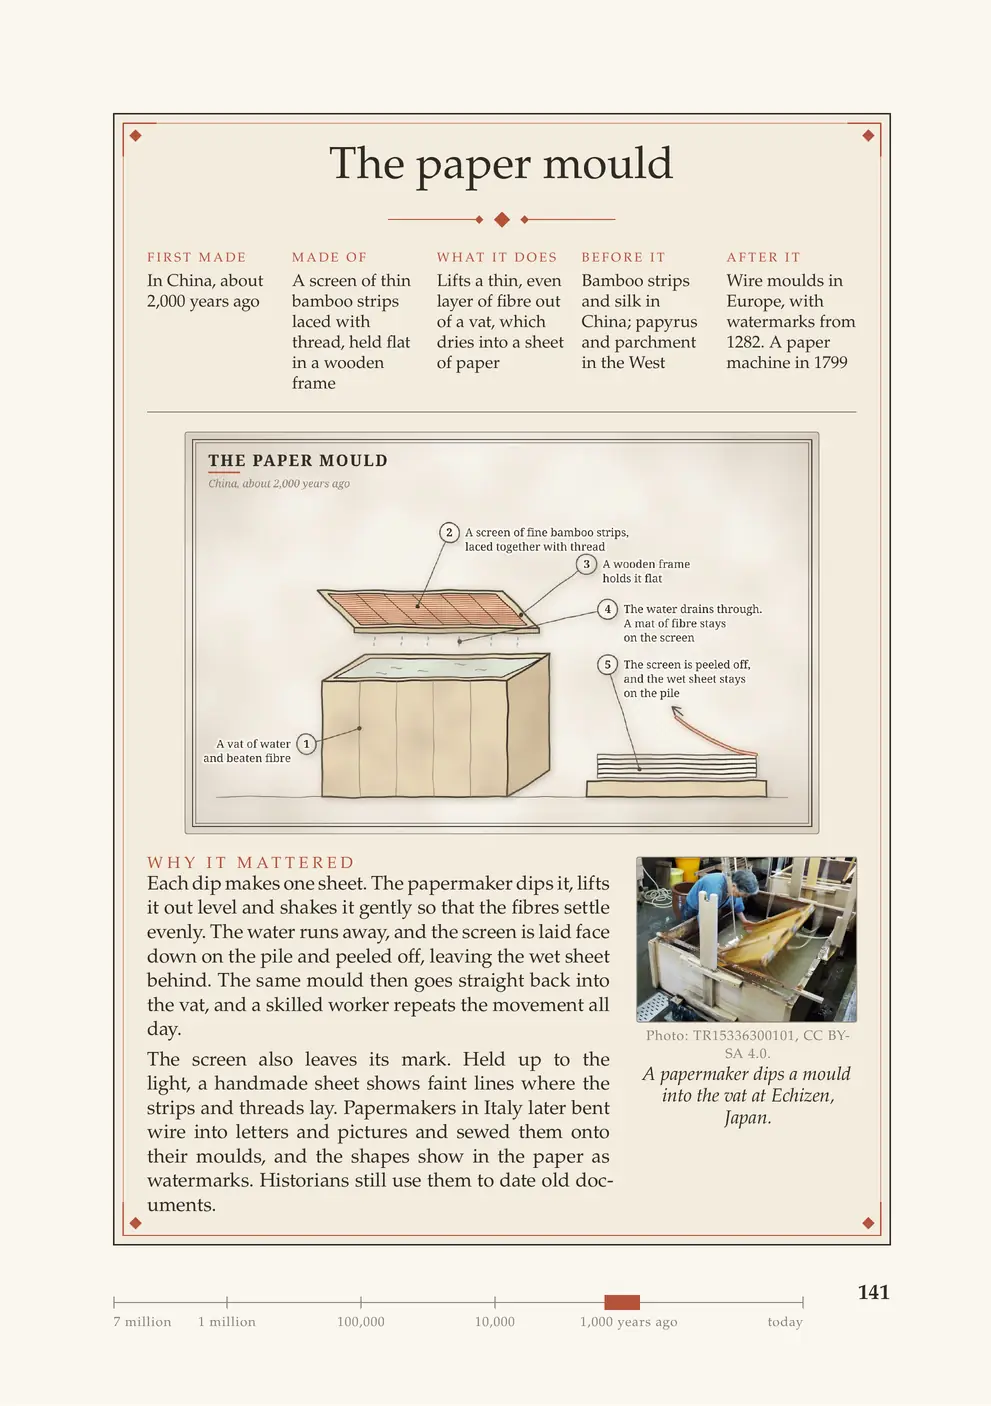 The paper mould
FIRST MADE
In China, about
2,000 years ago
MADE OF
A screen of thin
bamboo strips
laced with
thread, held flat
in a wooden
frame
WHAT IT DOES
Lifts a thin, even
layer of fibre out
of a vat, which
dries into a sheet
of paper
BEFORE IT
Bamboo strips
and silk in
China; papyrus
and parchment
in the West
AFTER IT
Wire moulds in
Europe, with
watermarks from
1282. A paper
machine in 1799
THE PAPER MOULD
China, about 2,000 years ago
2 A screen of fine bamboo strips,
laced together with thread
3 A wooden frame
holds it flat
4 The water drains through.
A mat of fibre stays
on the screen
5 The screen is peeled off,
and the wet sheet stays
on the pile
A vat of water 1
and beaten fibre
WHY IT MATTERED
Each dip makes one sheet. The papermaker dips it, lifts
it out level and shakes it gently so that the fibres settle
evenly. The water runs away, and the screen is laid face
down on the pile and peeled off, leaving the wet sheet
behind. The same mould then goes straight back into
the vat, and a skilled worker repeats the movement all
day.
The screen also leaves its mark. Held up to the
light, a handmade sheet shows faint lines where the
strips and threads lay. Papermakers in Italy later bent
wire into letters and pictures and sewed them onto
their moulds, and the shapes show in the paper as
watermarks. Historians still use them to date old doc-
uments.
Photo: TR15336300101, CC BY-
SA 4.0.
A papermaker dips a mould
into the vat at Echizen,
Japan.
141
7 million 1 million 100,000 10,000 1,000 years ago today